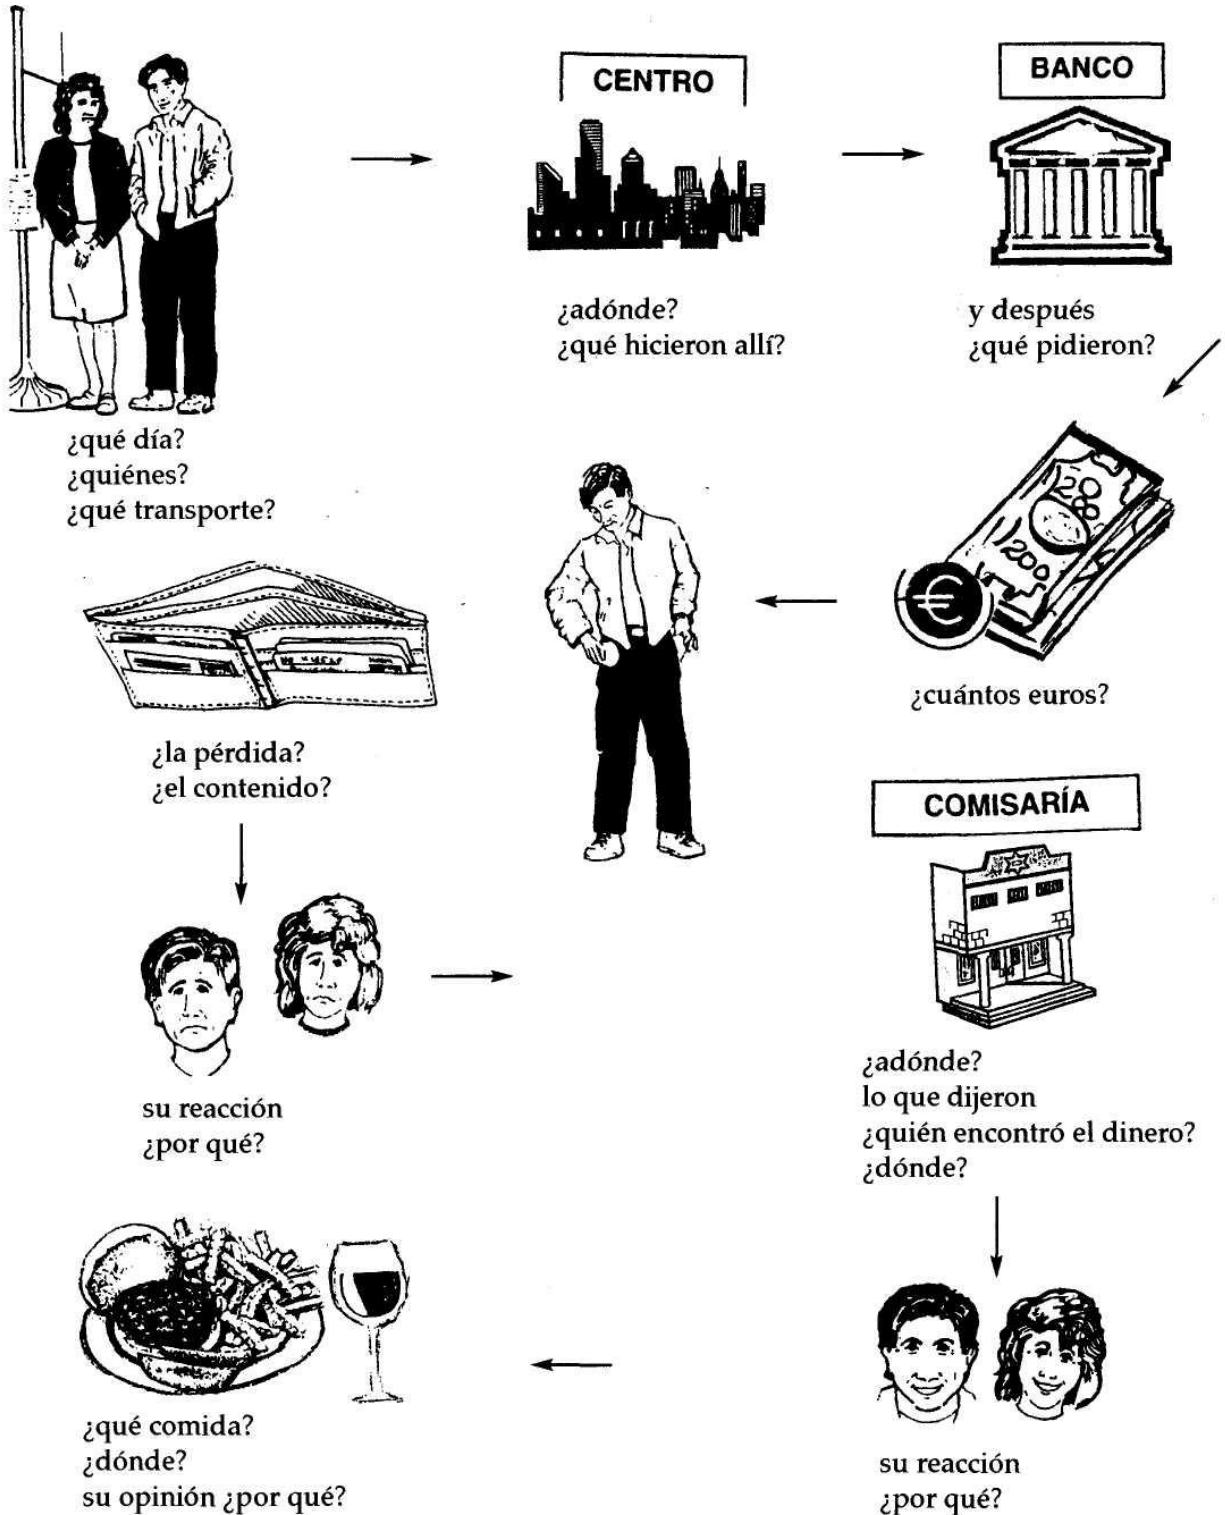 CENTRO
BANCO
¿adónde?
¿qué hicieron allí?
y después
¿qué pidieron?
¿qué día?
¿quiénes?
¿qué transporte?
20
200
€
¿cuántos euros?
¿la pérdida?
¿el contenido?
COMISARÍA
su reacción
¿por qué?
¿adónde?
lo que dijeron
¿quién encontró el dinero?
¿dónde?
¿qué comida?
¿dónde?
su opinión ¿por qué?
su reacción
¿por qué?